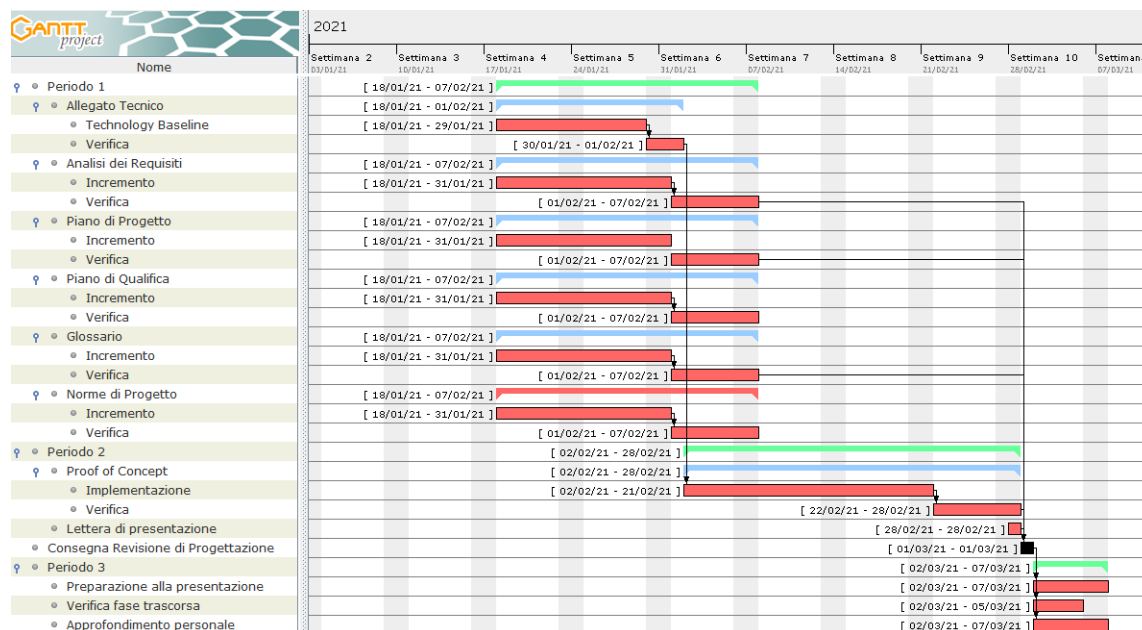 GANTT project
2021
Settimana 2 Settimana 3 Settimana 4 Settimana 5 Settimana 6 Settimana 7 Settimana 8 Settimana 9 Settimana 10 Settiman
Nome 03/01/21 10/01/21 17/01/21 24/01/21 31/01/21 07/02/21 14/02/21 21/02/21 28/02/21 07/03/21
Periodo 1 [ 18/01/21 - 07/02/21 ]
Allegato Tecnico [ 18/01/21 - 01/02/21 ]
Technology Baseline [ 18/01/21 - 29/01/21 ]
Verifica [ 30/01/21 - 01/02/21 ]
Analisi dei Requisiti [ 18/01/21 - 07/02/21 ]
Incremento [ 18/01/21 - 31/01/21 ]
Verifica [ 01/02/21 - 07/02/21 ]
Piano di Progetto [ 18/01/21 - 07/02/21 ]
Incremento [ 18/01/21 - 31/01/21 ]
Verifica [ 01/02/21 - 07/02/21 ]
Piano di Qualifica [ 18/01/21 - 07/02/21 ]
Incremento [ 18/01/21 - 31/01/21 ]
Verifica [ 01/02/21 - 07/02/21 ]
Glossario [ 18/01/21 - 07/02/21 ]
Incremento [ 18/01/21 - 31/01/21 ]
Verifica [ 01/02/21 - 07/02/21 ]
Norme di Progetto [ 18/01/21 - 07/02/21 ]
Incremento [ 18/01/21 - 31/01/21 ]
Verifica [ 01/02/21 - 07/02/21 ]
Periodo 2 [ 02/02/21 - 28/02/21 ]
Proof of Concept [ 02/02/21 - 28/02/21 ]
Implementazione [ 02/02/21 - 21/02/21 ]
Verifica [ 22/02/21 - 28/02/21 ]
Lettera di presentazione [ 28/02/21 - 28/02/21 ]
Consegna Revisione di Progettazione [ 01/03/21 - 01/03/21 ]
Periodo 3 [ 02/03/21 - 07/03/21 ]
Preparazione alla presentazione [ 02/03/21 - 07/03/21 ]
Verifica fase trascorsa [ 02/03/21 - 05/03/21 ]
Approfondimento personale [ 02/03/21 - 07/03/21 ]